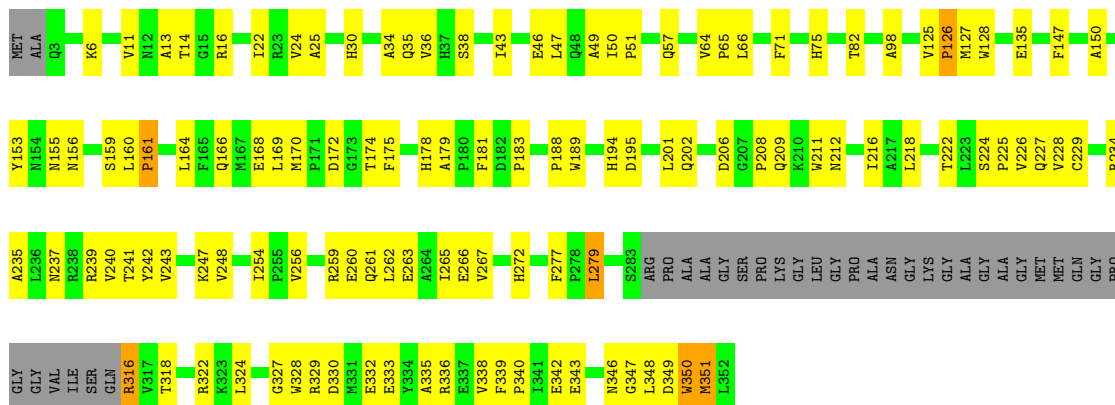 MET ALA Q3 K6 V11 N12 A13 T14 G15 R16 I22 R23 V24 A25 H30 A34 Q35 V36 H37 S38 I43 E46 L47 Q48 A49 I50 P51 Q57 V64 P65 L66 F71 H75 T82 A98 V125 P126 M127 W128 E135 F147 A150
Y153 N154 N155 N156 S159 L160 P161 L164 F165 Q166 M167 E168 L169 M170 P171 D172 G173 T174 F175 H178 A179 P180 F181 D182 P183 P188 W189 H194 D195 L201 Q202 D206 G207 P208 Q209 K210 W211 N212 I216 A217 L218 T222 L223 S224 P225 V226 Q227 V228 C229
A235 L236 N237 R238 R239 V240 T241 Y242 V243 K247 V248 I254 P255 V256 R259 E260 Q261 L262 E263 A264 I265 E266 V267 H272 F277 P278 L279 S283 ARG PRO ALA ALA GLY SER PRO LYS GLY LEU GLY PRO ALA ASN GLY LYS GLY ALA GLY ALA GLY MET MET GLN GLY PRO
GLY GLY VAL ILE SER GLN R316 V317 T318 R322 K323 L324 G327 W328 R329 D330 M331 E332 E333 Y334 A335 R336 E337 V338 F339 P340 I341 E342 E343 N346 G347 L348 D349 W350 M351 L352